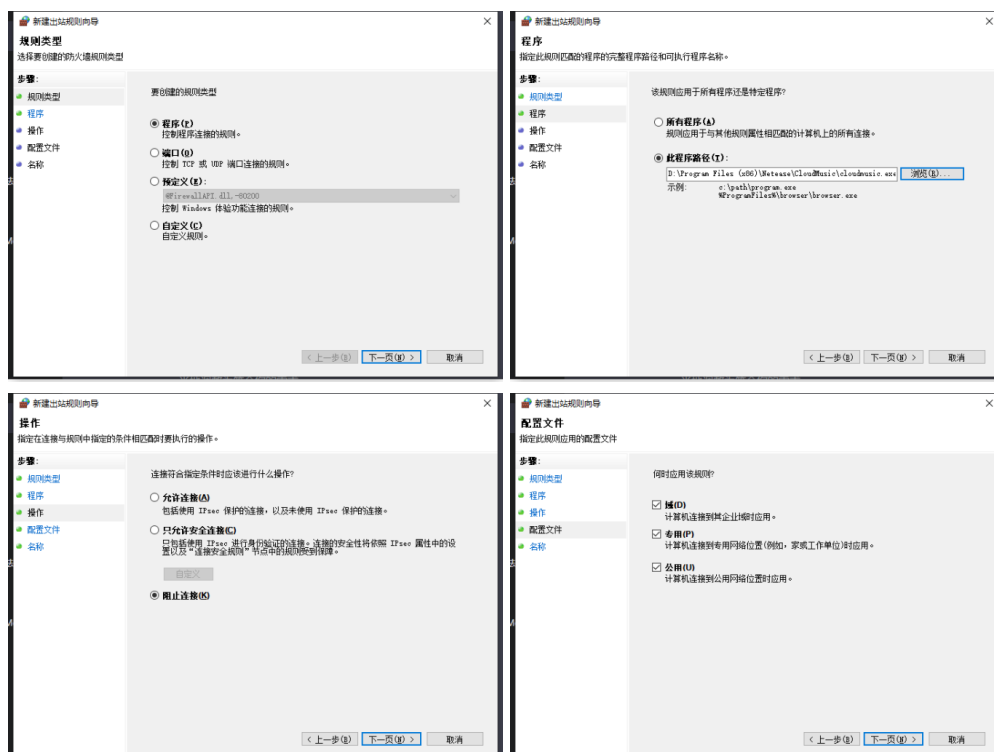 新建出站规则向导
规则类型
选择要创建的防火墙规则类型
步骤:
规则类型
程序
操作
配置文件
名称
要创建的规则类型
程序(P)
控制程序连接的规则。
端口(O)
控制 TCP 或 UDP 端口连接的规则。
预定义(E):
@FirewallAPI.dll,-80200
控制 Windows 体验功能连接的规则。
自定义(C)
自定义规则。
< 上一步(B)
下一页(N) >
取消
新建出站规则向导
程序
指定此规则匹配的程序的完整程序路径和可执行程序名称。
步骤:
规则类型
程序
操作
配置文件
名称
该规则应用于所有程序还是特定程序?
所有程序(A)
规则应用于与其他规则属性相匹配的计算机上的所有连接。
此程序路径(T):
D:\Program Files (x86)\Netease\CloudMusic\cloudmusic.exe
浏览(R)...
示例: c:\path\program.exe
%ProgramFiles%\browser\browser.exe
< 上一步(B)
下一页(N) >
取消
新建出站规则向导
操作
指定在连接与规则中指定的条件相匹配时要执行的操作。
步骤:
规则类型
程序
操作
配置文件
名称
连接符合指定条件时应该进行什么操作?
允许连接(A)
包括使用 IPsec 保护的连接，以及未使用 IPsec 保护的连接。
只允许安全连接(C)
只包括使用 IPsec 进行身份验证的连接。连接的安全性将依照 IPsec 属性中的设
置以及“连接安全规则”节点中的规则受到保障。
自定义
阻止连接(K)
< 上一步(B)
下一页(N) >
取消
新建出站规则向导
配置文件
指定此规则应用的配置文件
步骤:
规则类型
程序
操作
配置文件
名称
何时应用该规则?
域(D)
计算机连接到其企业域时应用。
专用(P)
计算机连接到专用网络位置(例如，家或工作单位)时应用。
公用(U)
计算机连接到公用网络位置时应用。
< 上一步(B)
下一页(N) >
取消